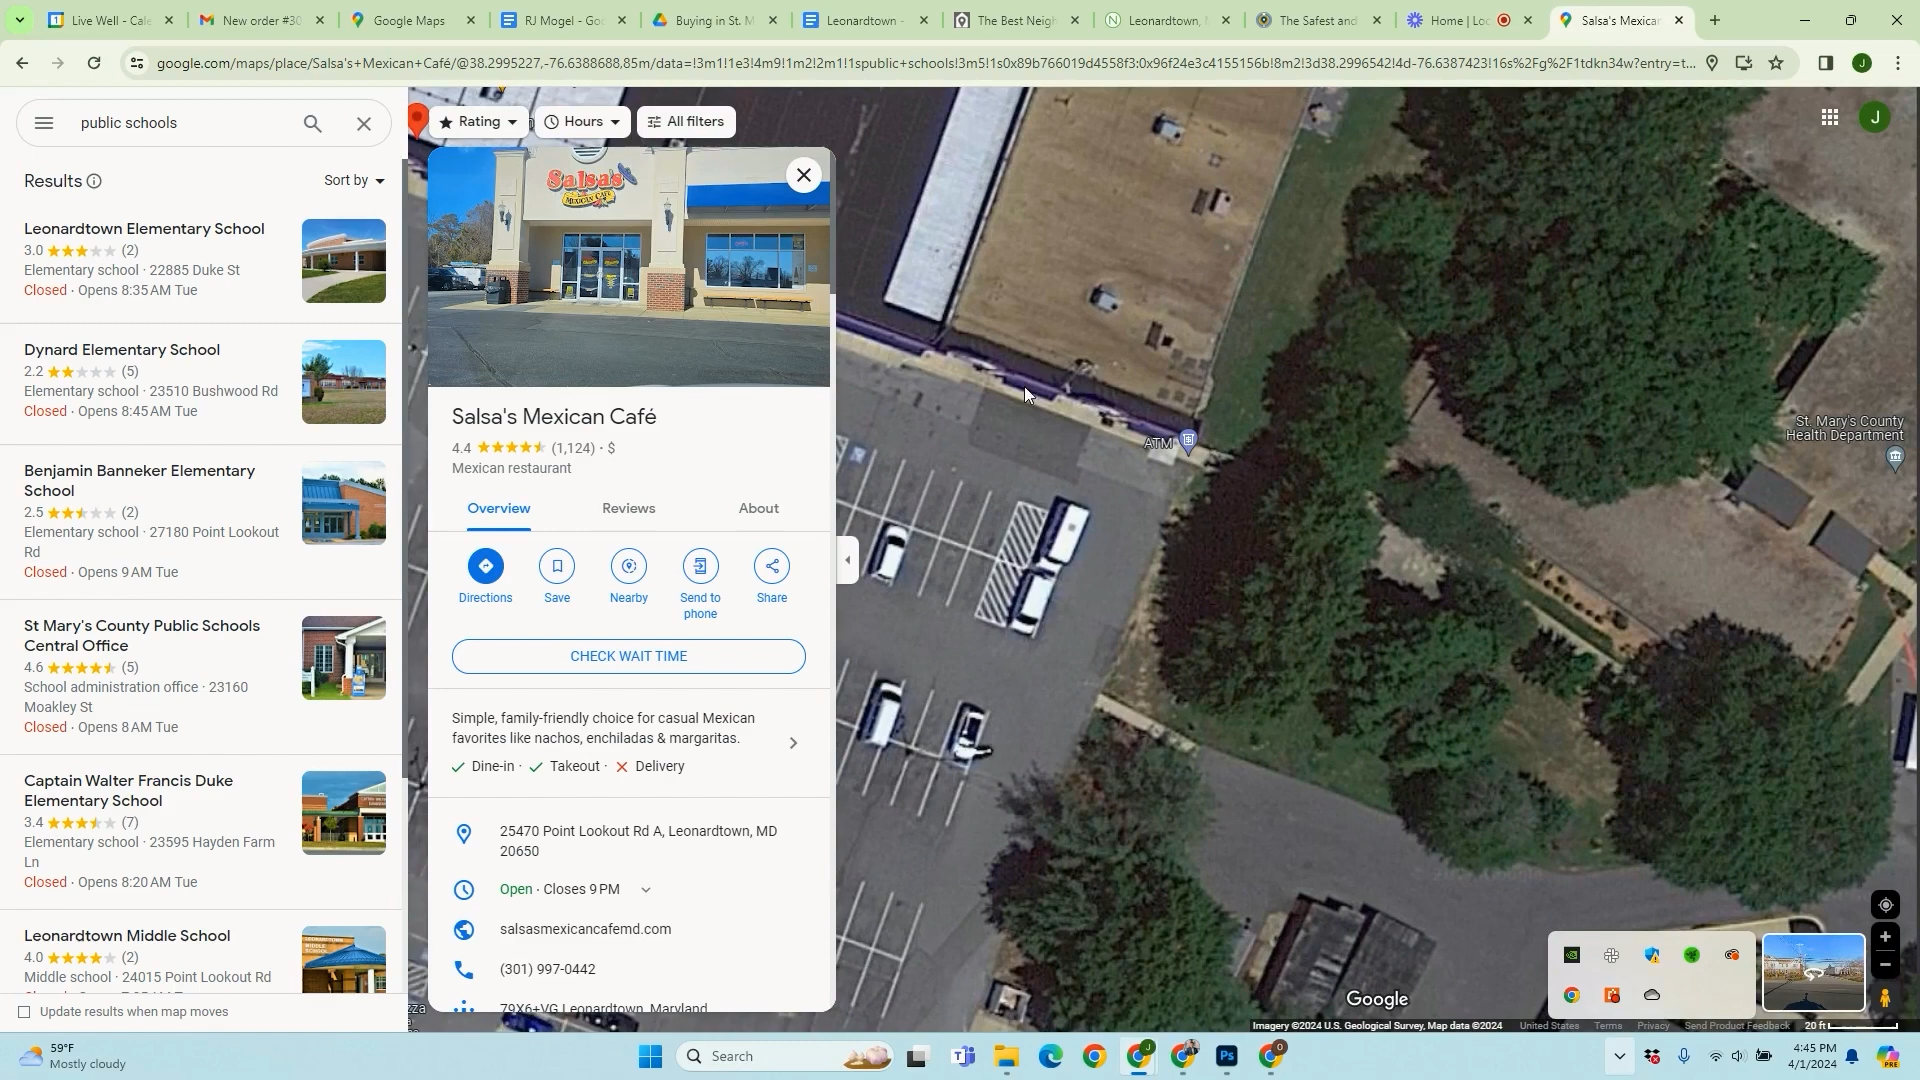 Live Well - Cale
New order #30
Google Maps
RJ Mogel - Goo
Buying in St. M
Leonardtown -
The Best Neigh
Leonardtown,
The Safest and
Home | Loc
Salsa's Mexican
google.com/maps/place/Salsa's+Mexican+Café/@38.2995227,-76.6388688,85m/data=!3m1!1e3!4m9!1m2!2m1!1spublic+schools!3m5!1s0x89b766019d4558f3:0x96f24e3c4155156b!8m2!3d38.2996542!4d-76.6387423!16s%2Fg%2F1tdkn34w?entry=t...
J
public schools
Rating
Hours
All filters
J
Results
Sort by
Leonardtown Elementary School
3.0 (2)
Elementary school · 22885 Duke St
Closed · Opens 8:35 AM Tue
Dynard Elementary School
2.2 (5)
Elementary school · 23510 Bushwood Rd
Closed · Opens 8:45 AM Tue
Benjamin Banneker Elementary
School
2.5 (2)
Elementary school · 27180 Point Lookout
Rd
Closed · Opens 9 AM Tue
St Mary's County Public Schools
Central Office
4.6 (5)
School administration office · 23160
Moakley St
Closed · Opens 8 AM Tue
Captain Walter Francis Duke
Elementary School
3.4 (7)
Elementary school · 23595 Hayden Farm
Ln
Closed · Opens 8:20 AM Tue
Leonardtown Middle School
4.0 (2)
Middle school · 24015 Point Lookout Rd
Update results when map moves
Salsa's
Mexican Café
Salsa's Mexican Café
4.4 (1,124) · $
Mexican restaurant
Overview
Reviews
About
Directions
Save
Nearby
Send to
phone
Share
CHECK WAIT TIME
Simple, family-friendly choice for casual Mexican
favorites like nachos, enchiladas & margaritas.
Dine-in · Takeout · Delivery
25470 Point Lookout Rd A, Leonardtown, MD
20650
Open · Closes 9 PM
salsasmexicancafemd.com
(301) 997-0442
79X6+VG Leonardtown, Maryland
ATM
St. Mary's County
Health Department
Google
Imagery ©2024 U.S. Geological Survey, Map data ©2024
United States
Terms
Privacy
Send Product Feedback
20 ft
59°F
Mostly cloudy
Search
4:45 PM
4/1/2024